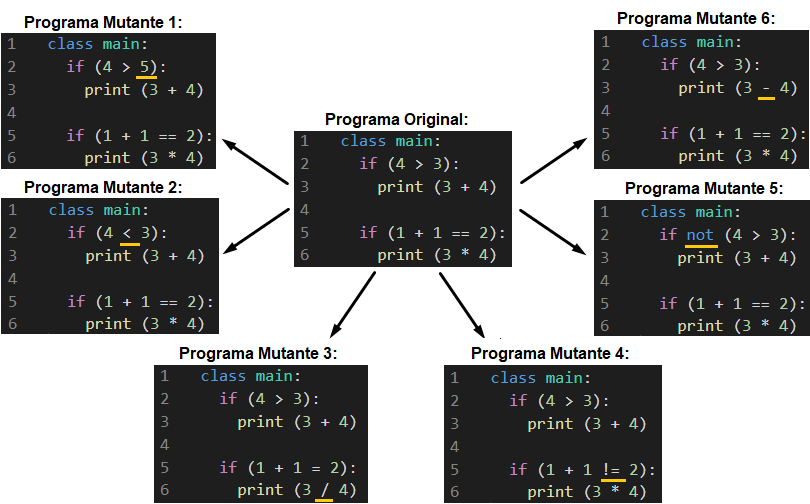 Programa Mutante 1:
1 class main:
2 if (4 > 5):
3 print (3 + 4)
4
5 if (1 + 1 == 2):
6 print (3 * 4)
Programa Mutante 2:
1 class main:
2 if (4 < 3):
3 print (3 + 4)
4
5 if (1 + 1 == 2):
6 print (3 * 4)
Programa Original:
1 class main:
2 if (4 > 3):
3 print (3 + 4)
4
5 if (1 + 1 == 2):
6 print (3 * 4)
Programa Mutante 6:
1 class main:
2 if (4 > 3):
3 print (3 - 4)
4
5 if (1 + 1 == 2):
6 print (3 * 4)
Programa Mutante 5:
1 class main:
2 if not (4 > 3):
3 print (3 + 4)
4
5 if (1 + 1 == 2):
6 print (3 * 4)
Programa Mutante 3:
1 class main:
2 if (4 > 3):
3 print (3 + 4)
4
5 if (1 + 1 = 2):
6 print (3 / 4)
Programa Mutante 4:
1 class main:
2 if (4 > 3):
3 print (3 + 4)
4
5 if (1 + 1 != 2):
6 print (3 * 4)